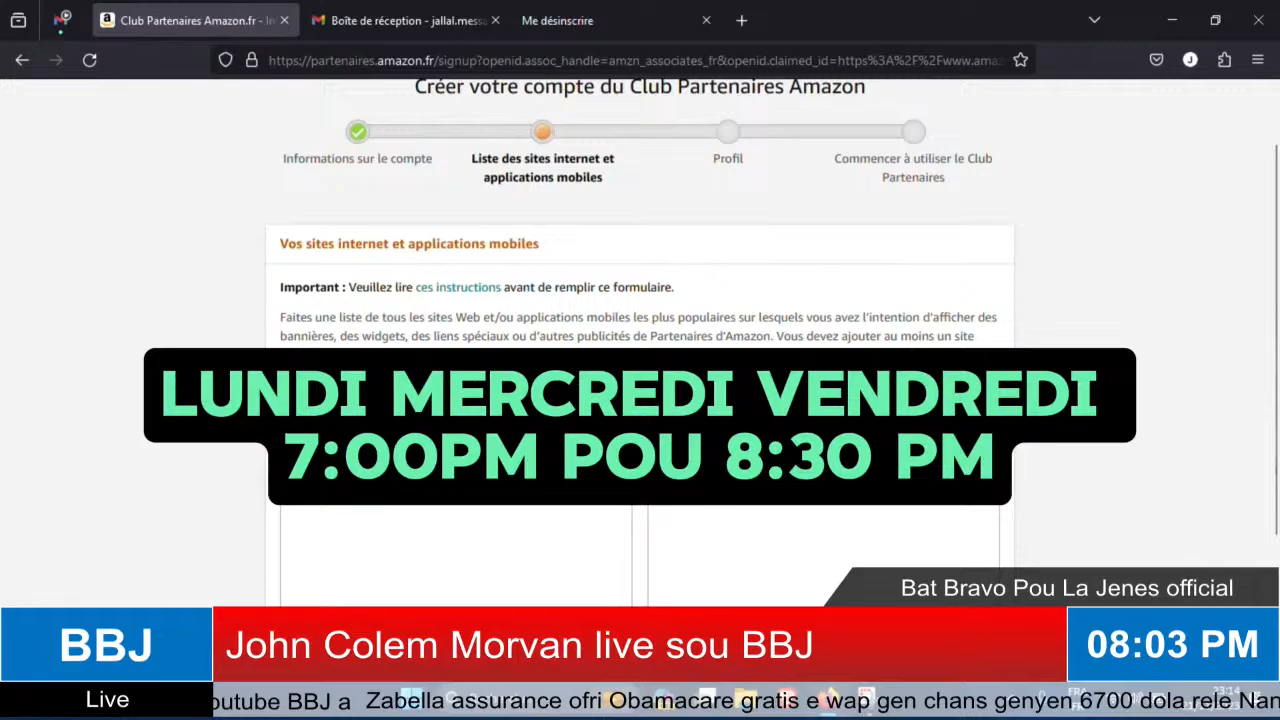 Club Partenaires Amazon.fr - In
Boîte de réception - jallal.messa
Me désinscrire
https://partenaires.amazon.fr/signup?openid.assoc_handle=amzn_associates_fr&openid.claimed_id=https%3A%2F%2Fwww.amaz
Créer votre compte du Club Partenaires Amazon
Informations sur le compte
Liste des sites internet et
applications mobiles
Profil
Commencer à utiliser le Club
Partenaires
Vos sites internet et applications mobiles
Important : Veuillez lire ces instructions avant de remplir ce formulaire.
Faites une liste de tous les sites Web et/ou applications mobiles les plus populaires sur lesquels vous avez l'intention d'afficher des
bannières, des widgets, des liens spéciaux ou d'autres publicités de Partenaires d'Amazon. Vous devez ajouter au moins un site
LUNDI MERCREDI VENDREDI
7:00PM POU 8:30 PM
Bat Bravo Pou La Jenes official
BBJ
John Colem Morvan live sou BBJ
08:03 PM
Live
outube BBJ a Zabella assurance ofri Obamacare gratis e wap gen chans genyen 6700 dola rele Nan
23:14